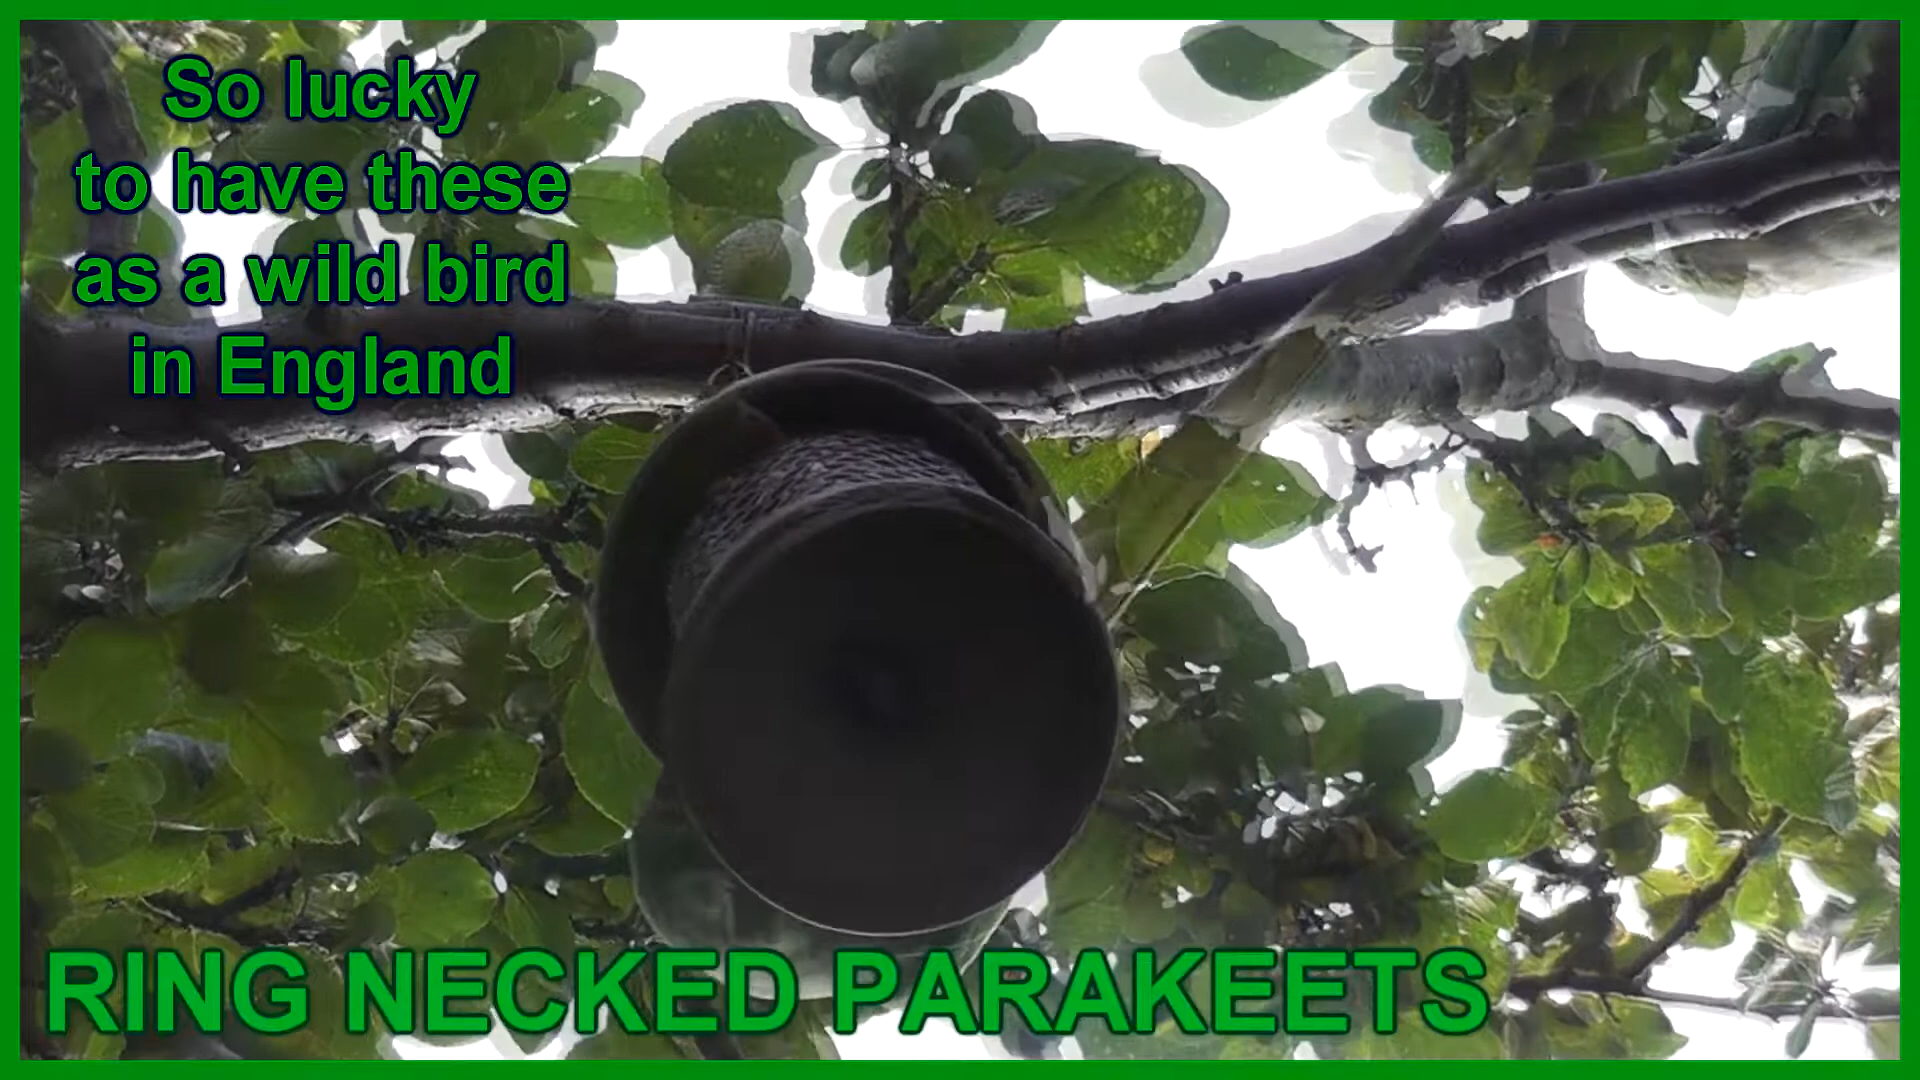 So lucky
to have these
as a wild bird
in England
RING NECKED PARAKEETS